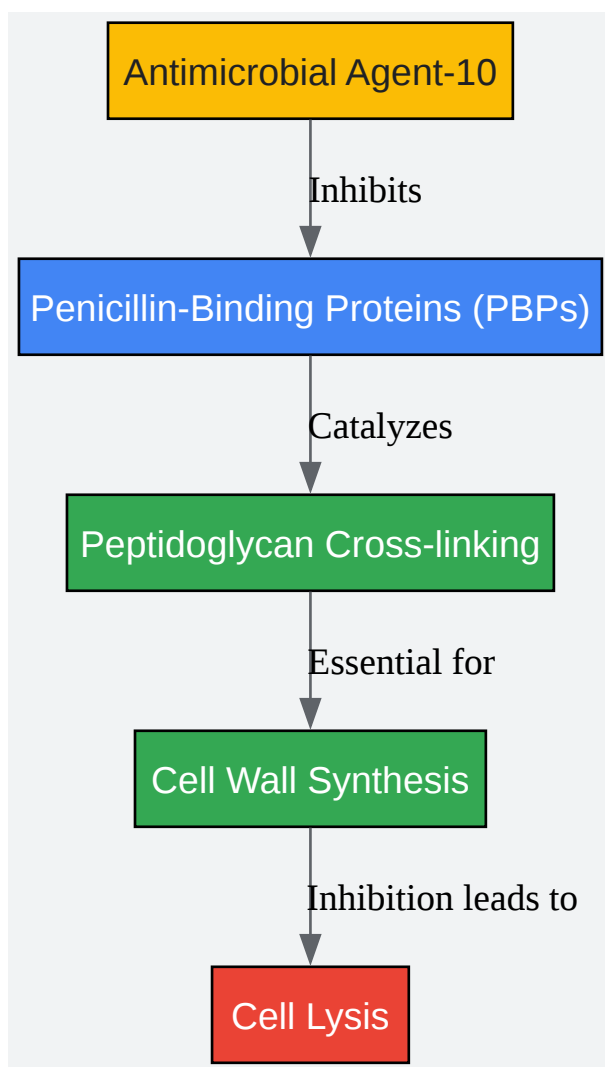 Antimicrobial Agent-10
Inhibits
Penicillin-Binding Proteins (PBPs)
Catalyzes
Peptidoglycan Cross-linking
Essential for
Cell Wall Synthesis
Inhibition leads to
Cell Lysis